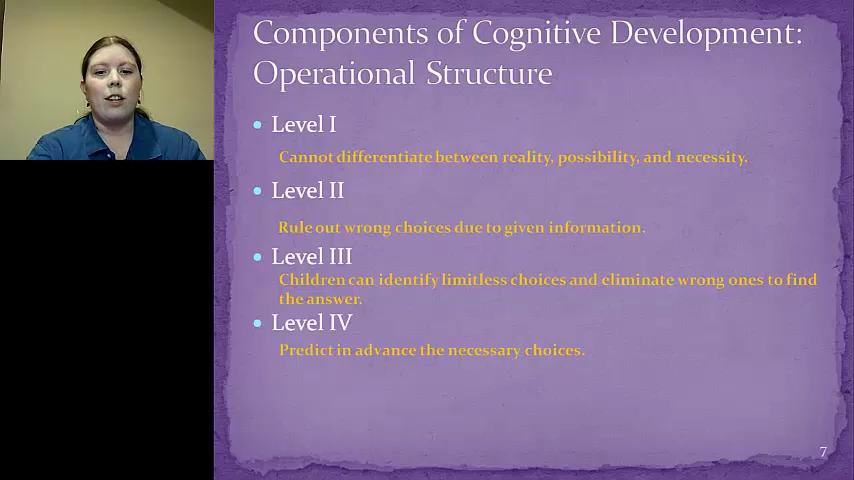 Components of Cognitive Development:
Operational Structure
Level I
Cannot differentiate between reality, possibility, and necessity.
Level II
Rule out wrong choices due to given information.
Level III
Children can identify limitless choices and eliminate wrong ones to find
the answer.
Level IV
Predict in advance the necessary choices.
7